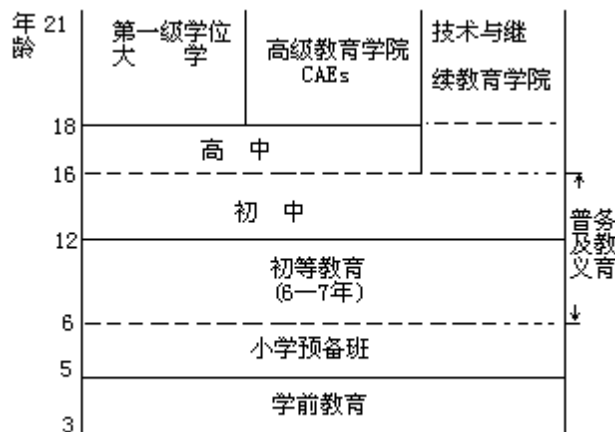 年龄
21
第一级学位
大 学
高级教育学院
CAEs
技术与继
续教育学院
18
高 中
16
初 中
12
初等教育
(6—7年)
6
小学预备班
5
学前教育
3
普及义
务教育